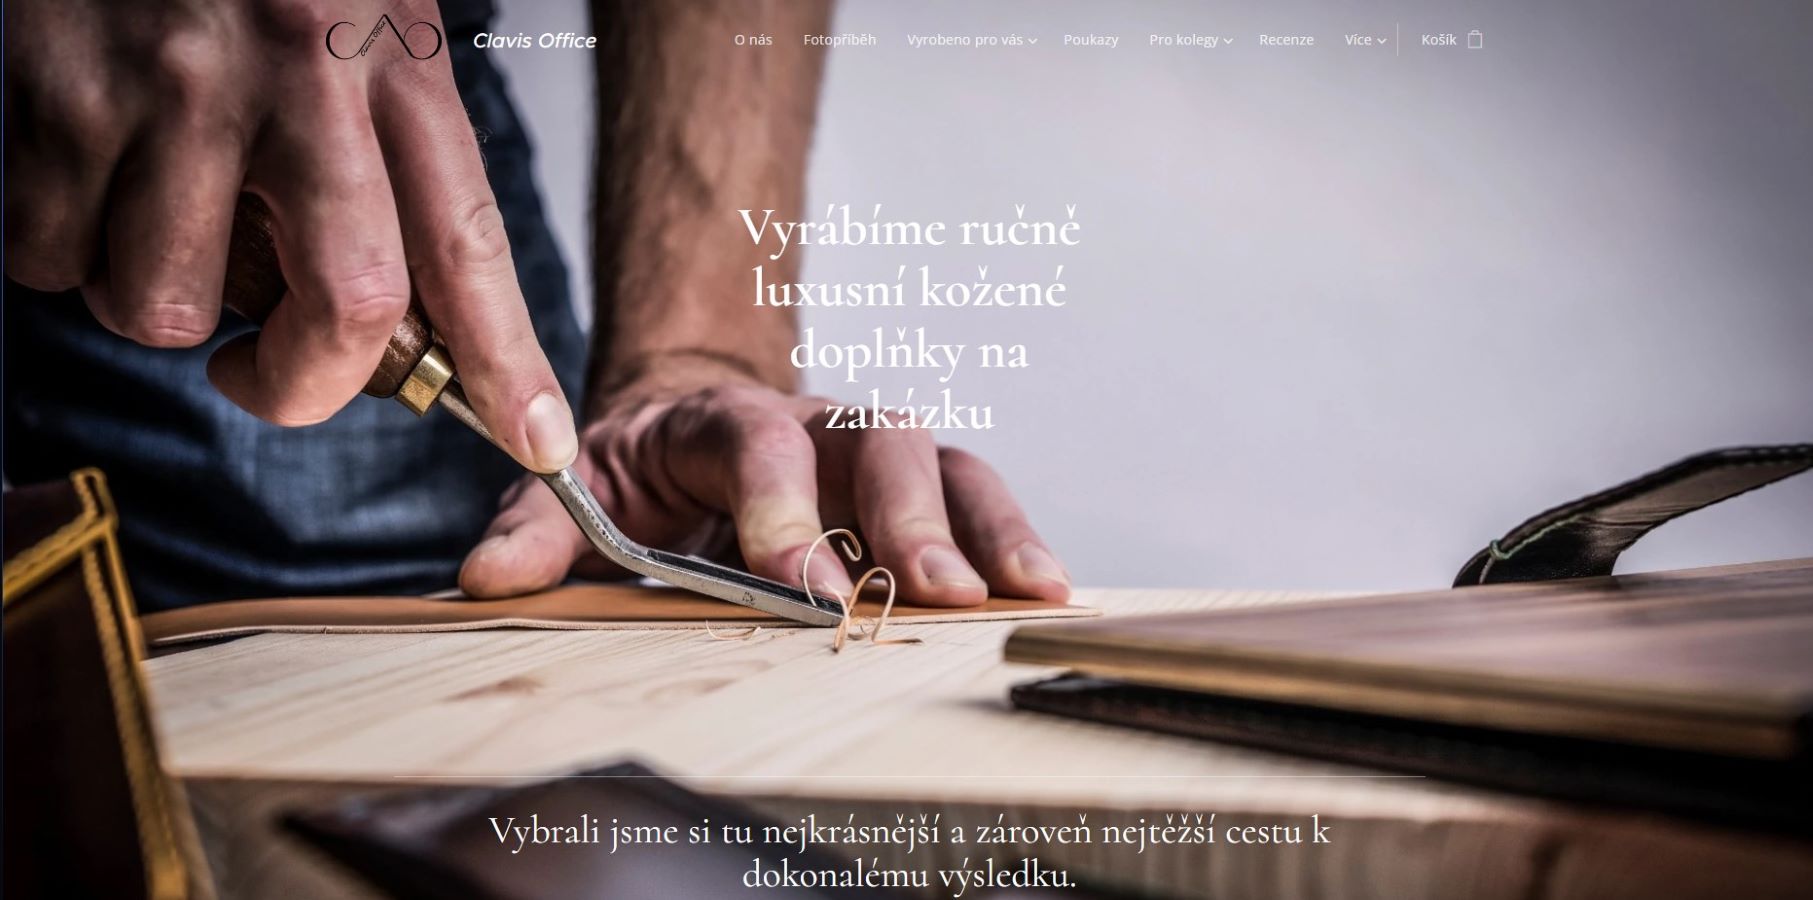 Clavis Office
Clavis Office
O nás
Fotopříběh
Vyrobeno pro vás
Poukazy
Pro kolegy
Recenze
Více
Košík
Vyrábíme ručně
luxusní kožené
doplňky na
zakázku
Vybrali jsme si tu nejkrásnější a zároveň nejtěžší cestu k
dokonalému výsledku.